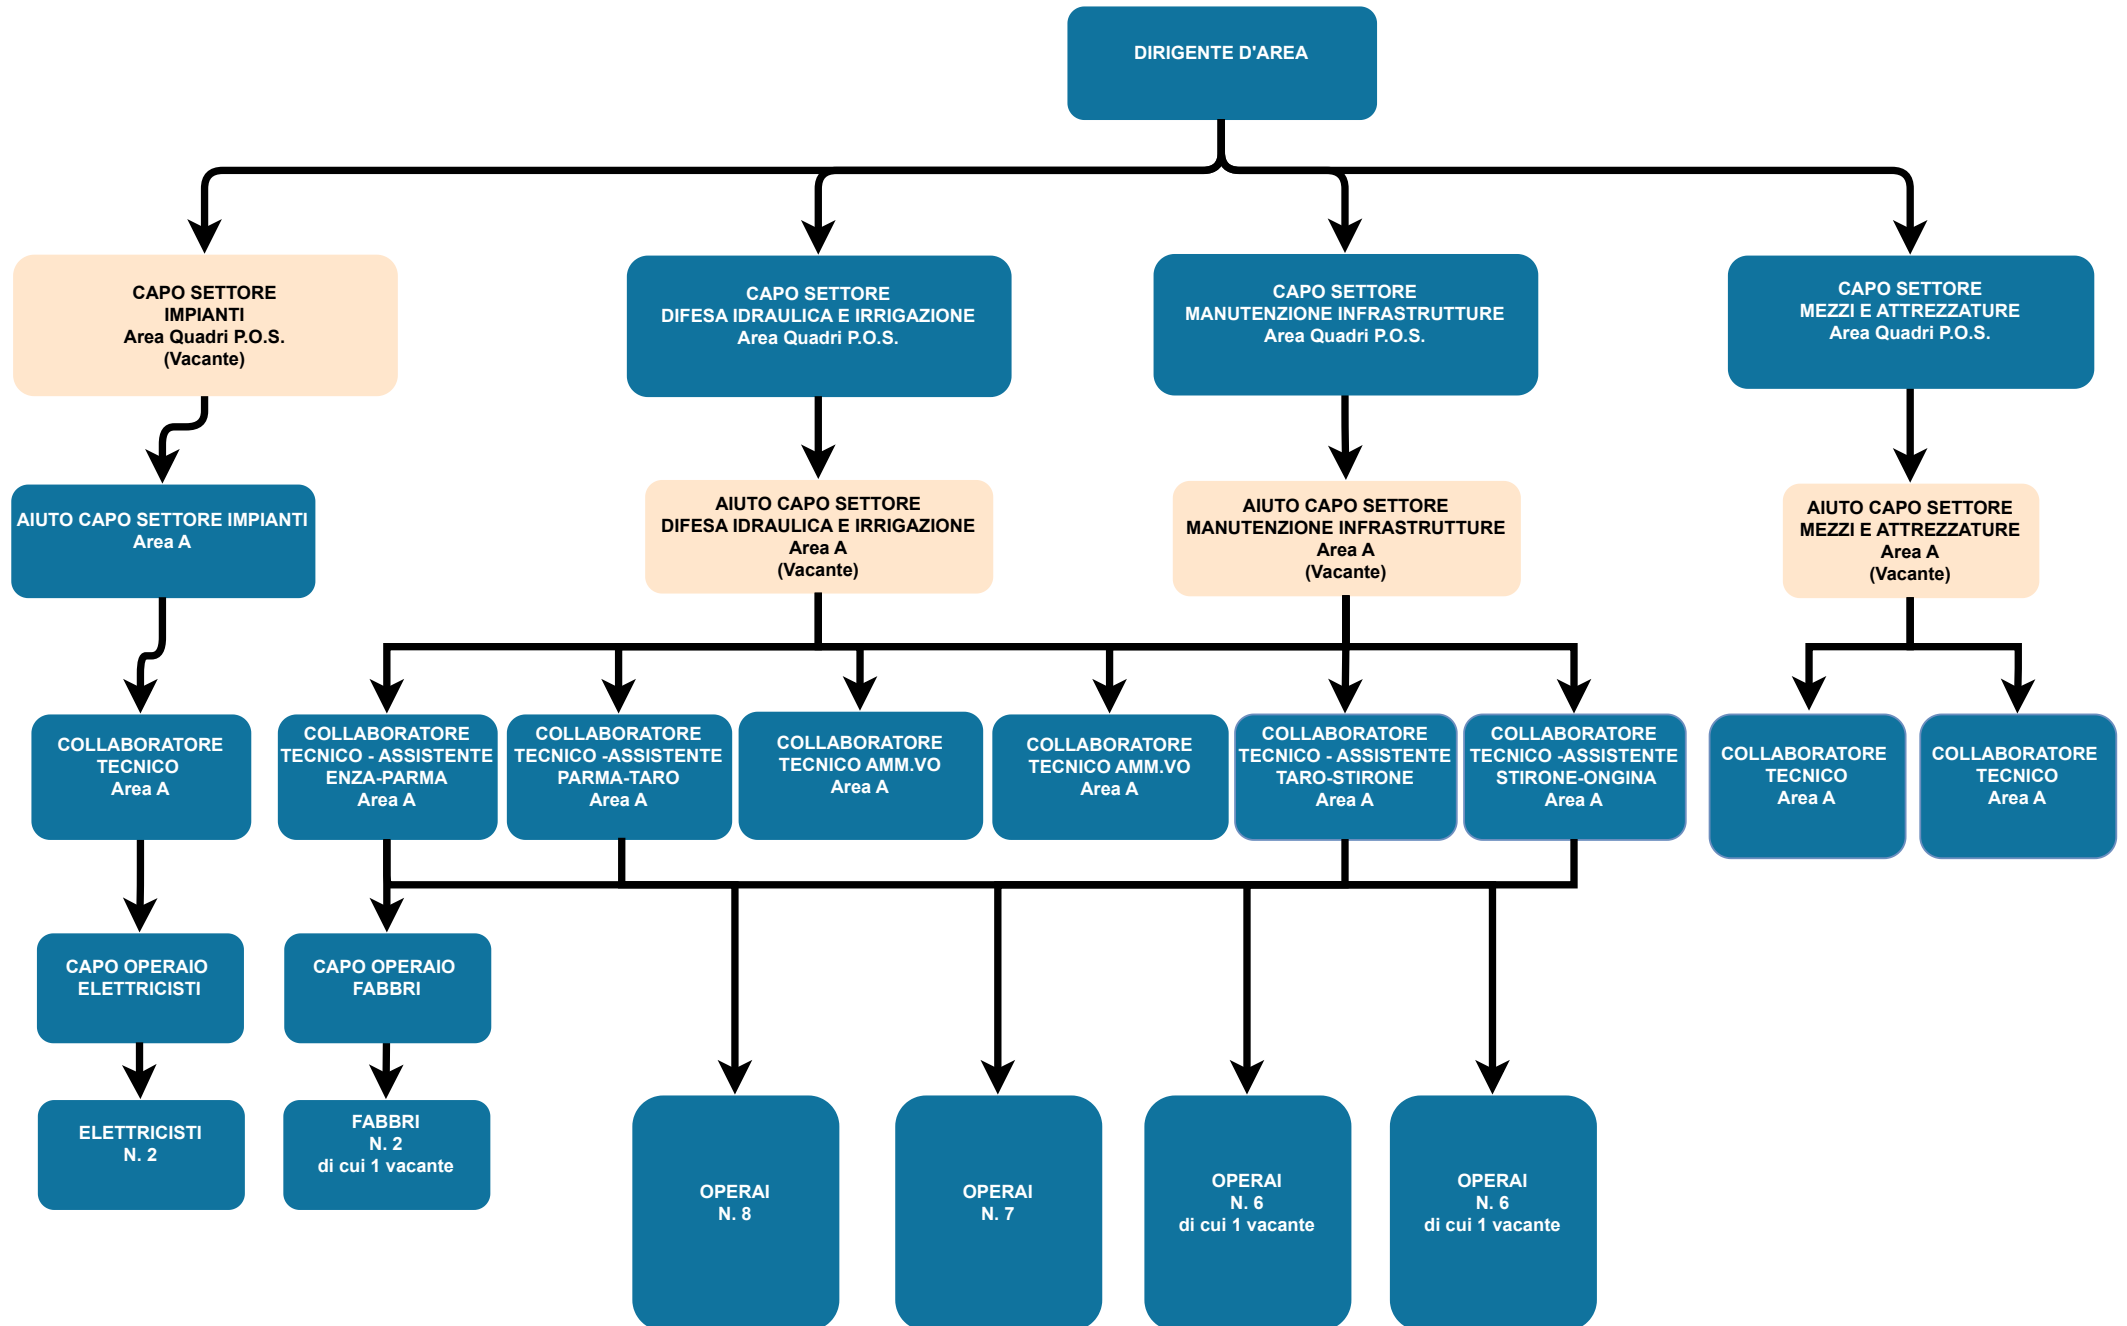 DIRIGENTE D'AREA
CAPO SETTORE
IMPIANTI
Area Quadri P.O.S.
(Vacante)
CAPO SETTORE
DIFESA IDRAULICA E IRRIGAZIONE
Area Quadri P.O.S.
CAPO SETTORE
MANUTENZIONE INFRASTRUTTURE
Area Quadri P.O.S.
CAPO SETTORE
MEZZI E ATTREZZATURE
Area Quadri P.O.S.
AIUTO CAPO SETTORE IMPIANTI
Area A
AIUTO CAPO SETTORE
DIFESA IDRAULICA E IRRIGAZIONE
Area A
(Vacante)
AIUTO CAPO SETTORE
MANUTENZIONE INFRASTRUTTURE
Area A
(Vacante)
AIUTO CAPO SETTORE
MEZZI E ATTREZZATURE
Area A
(Vacante)
COLLABORATORE
TECNICO
Area A
COLLABORATORE
TECNICO - ASSISTENTE
ENZA-PARMA
Area A
COLLABORATORE
TECNICO -ASSISTENTE
PARMA-TARO
Area A
COLLABORATORE
TECNICO AMM.VO
Area A
COLLABORATORE
TECNICO AMM.VO
Area A
COLLABORATORE
TECNICO - ASSISTENTE
TARO-STIRONE
Area A
COLLABORATORE
TECNICO -ASSISTENTE
STIRONE-ONGINA
Area A
COLLABORATORE
TECNICO
Area A
COLLABORATORE
TECNICO
Area A
CAPO OPERAIO
ELETTRICISTI
CAPO OPERAIO
FABBRI
ELETTRICISTI
N. 2
FABBRI
N. 2
di cui 1 vacante
OPERAI
N. 8
OPERAI
N. 7
OPERAI
N. 6
di cui 1 vacante
OPERAI
N. 6
di cui 1 vacante